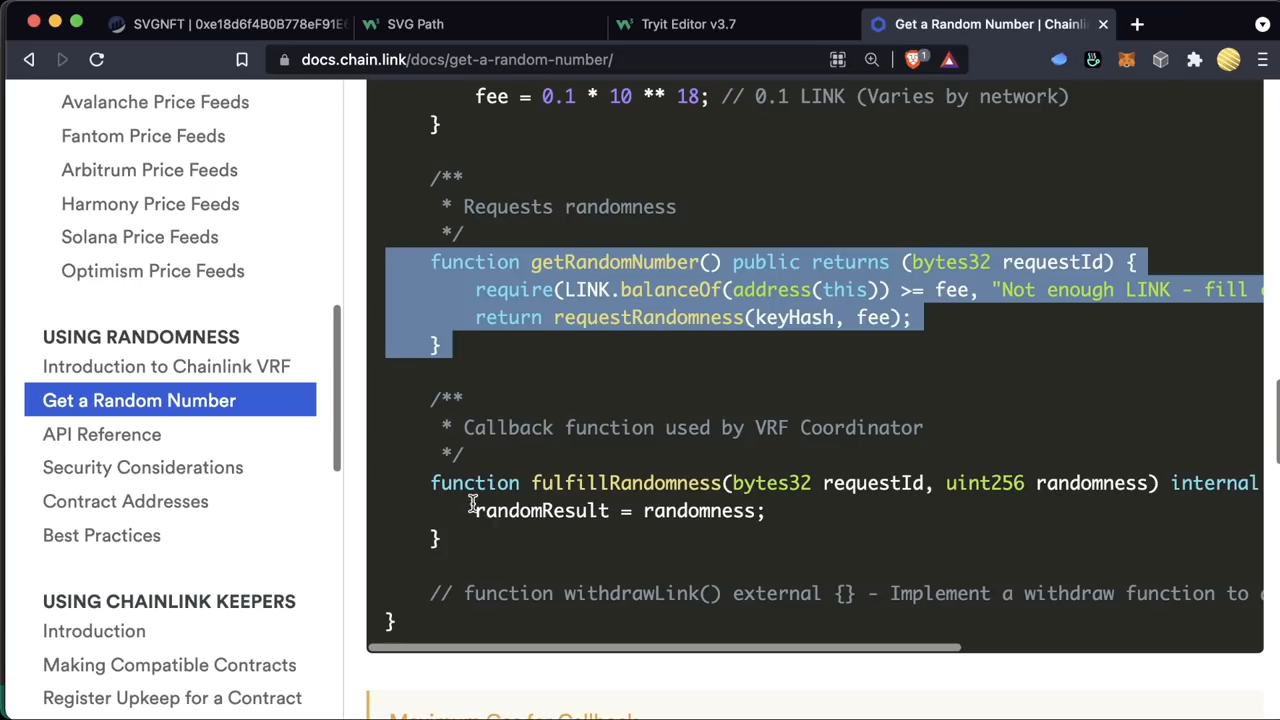 SVGNFT | 0xe18d6f4B0B778eF91E
SVG Path
Tryit Editor v3.7
Get a Random Number | Chainli
docs.chain.link/docs/get-a-random-number/
1
Avalanche Price Feeds
Fantom Price Feeds
Arbitrum Price Feeds
Harmony Price Feeds
Solana Price Feeds
Optimism Price Feeds
USING RANDOMNESS
Introduction to Chainlink VRF
Get a Random Number
API Reference
Security Considerations
Contract Addresses
Best Practices
USING CHAINLINK KEEPERS
Introduction
Making Compatible Contracts
Register Upkeep for a Contract
fee = 0.1 * 10 ** 18; // 0.1 LINK (Varies by network)
}
/**
* Requests randomness
*/
function getRandomNumber() public returns (bytes32 requestId) {
require(LINK.balanceOf(address(this)) >= fee, "Not enough LINK - fill
return requestRandomness(keyHash, fee);
}
/**
* Callback function used by VRF Coordinator
*/
function fulfillRandomness(bytes32 requestId, uint256 randomness) internal
randomResult = randomness;
}
// function withdrawLink() external {} - Implement a withdraw function to
}
Maximum Gas for Callback